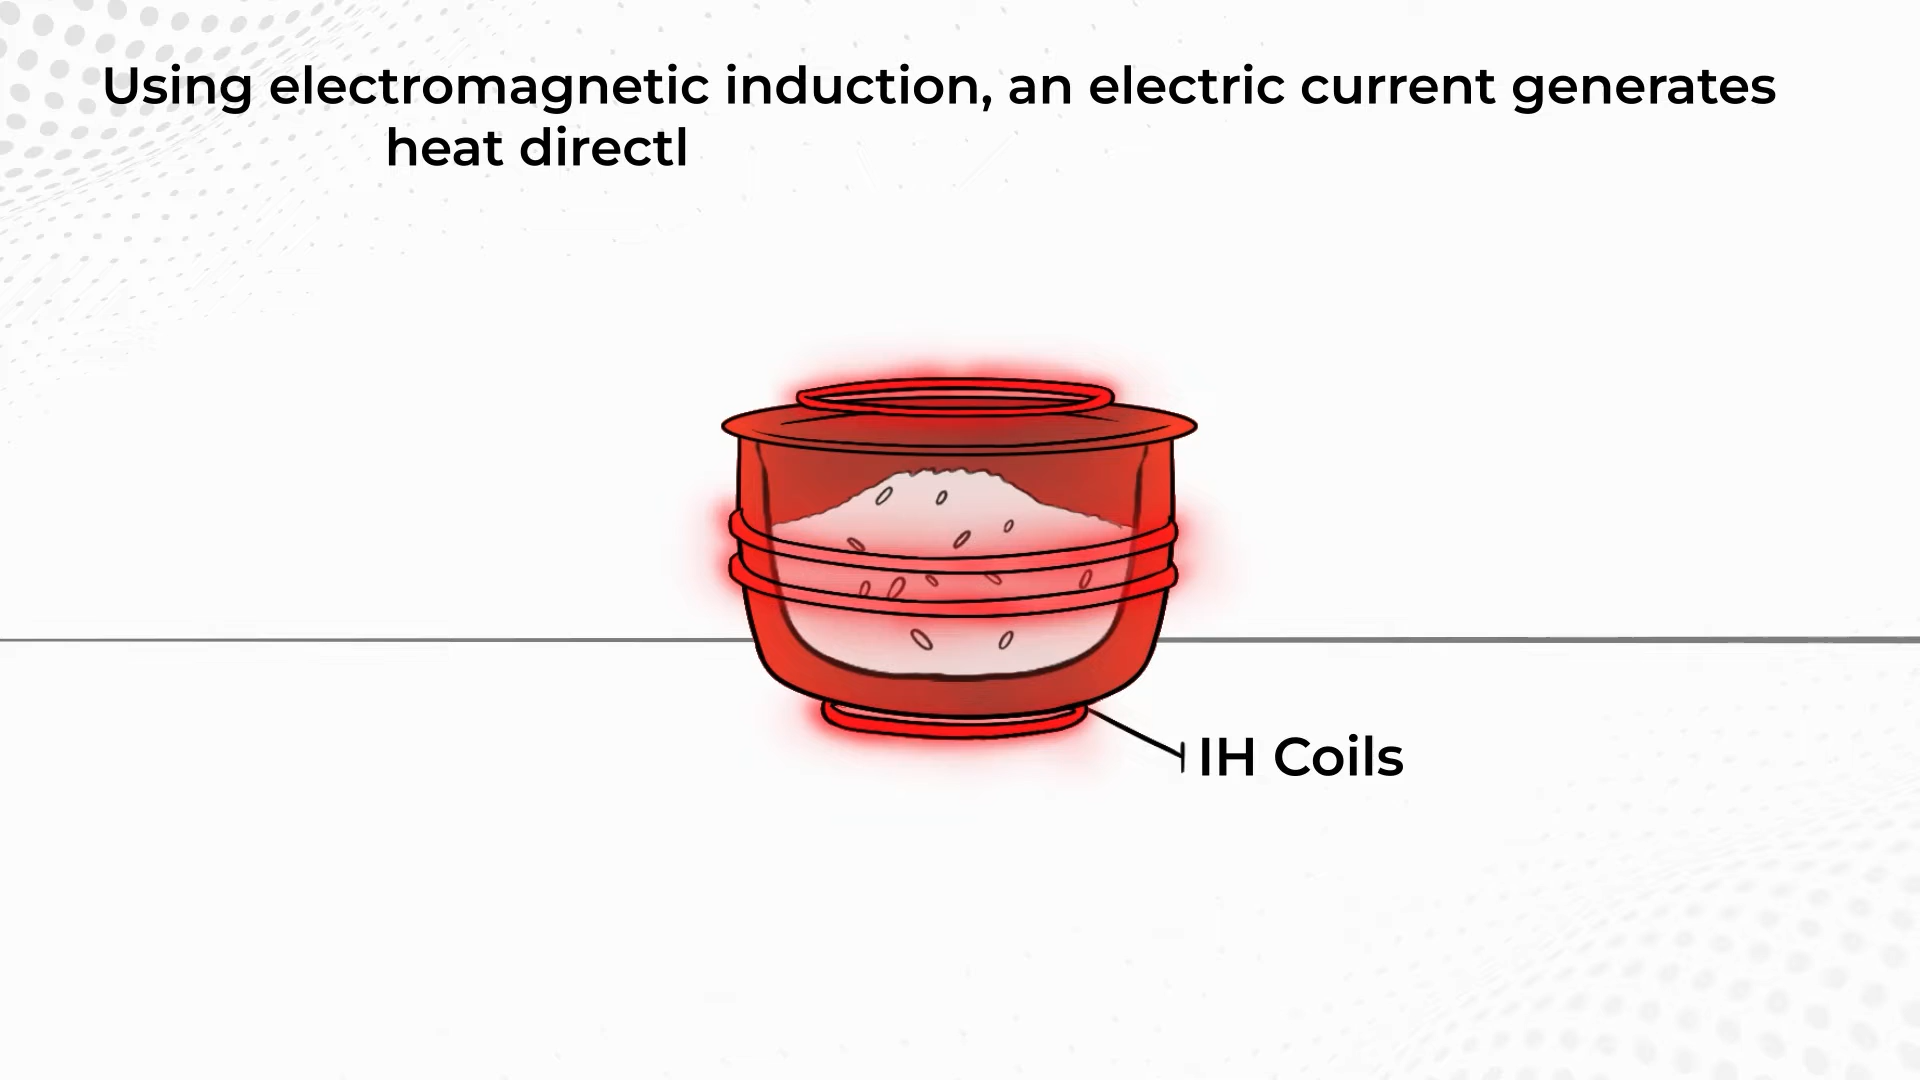 Using electromagnetic induction, an electric current generates
heat directl
IH Coils